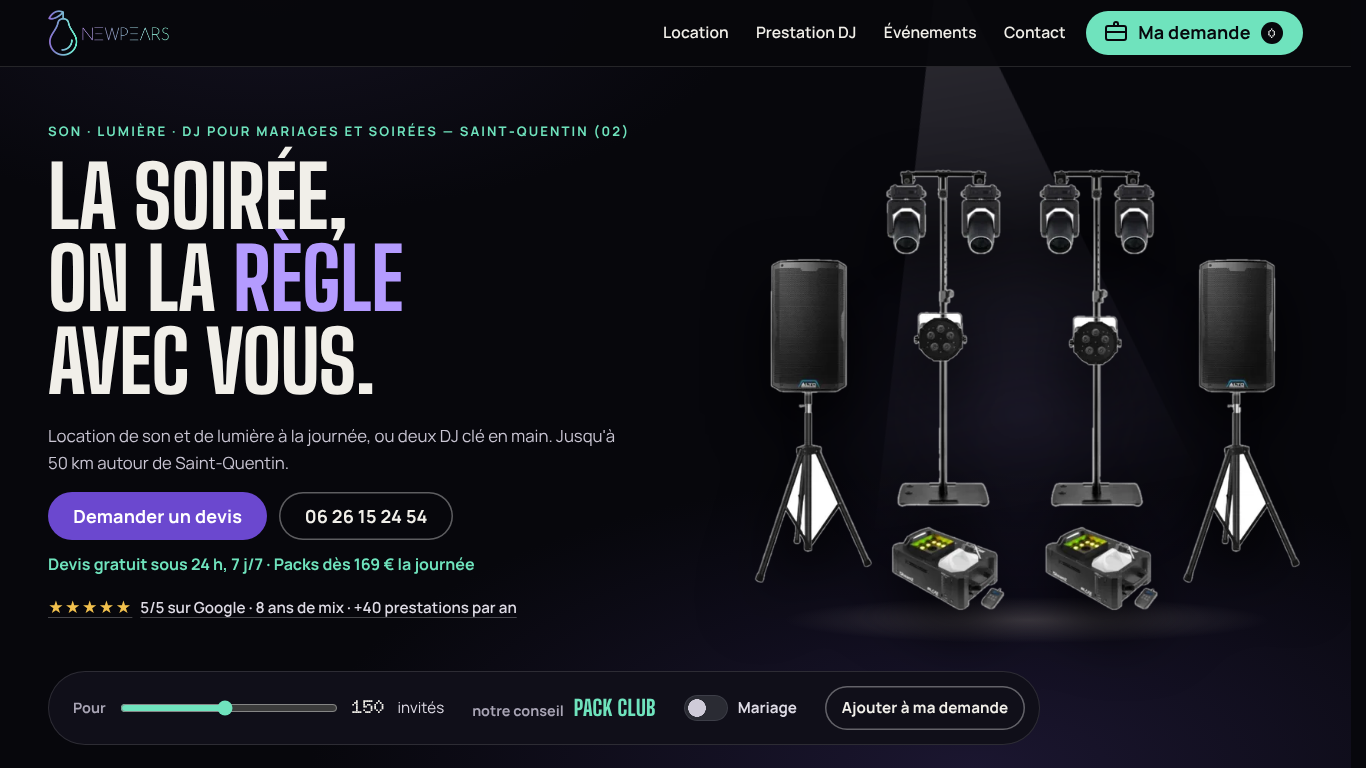 NEWPEARS
Location Prestation DJ Événements Contact Ma demande 0
SON · LUMIÈRE · DJ POUR MARIAGES ET SOIRÉES — SAINT-QUENTIN (02)
LA SOIRÉE,
ON LA RÈGLE
AVEC VOUS.
Location de son et de lumière à la journée, ou deux DJ clé en main. Jusqu'à
50 km autour de Saint-Quentin.
Demander un devis 06 26 15 24 54
Devis gratuit sous 24 h, 7 j/7 · Packs dès 169 € la journée
★★★★★ 5/5 sur Google · 8 ans de mix · +40 prestations par an
ALTO ALTO
Pour 150 invités notre conseil PACK CLUB Mariage Ajouter à ma demande